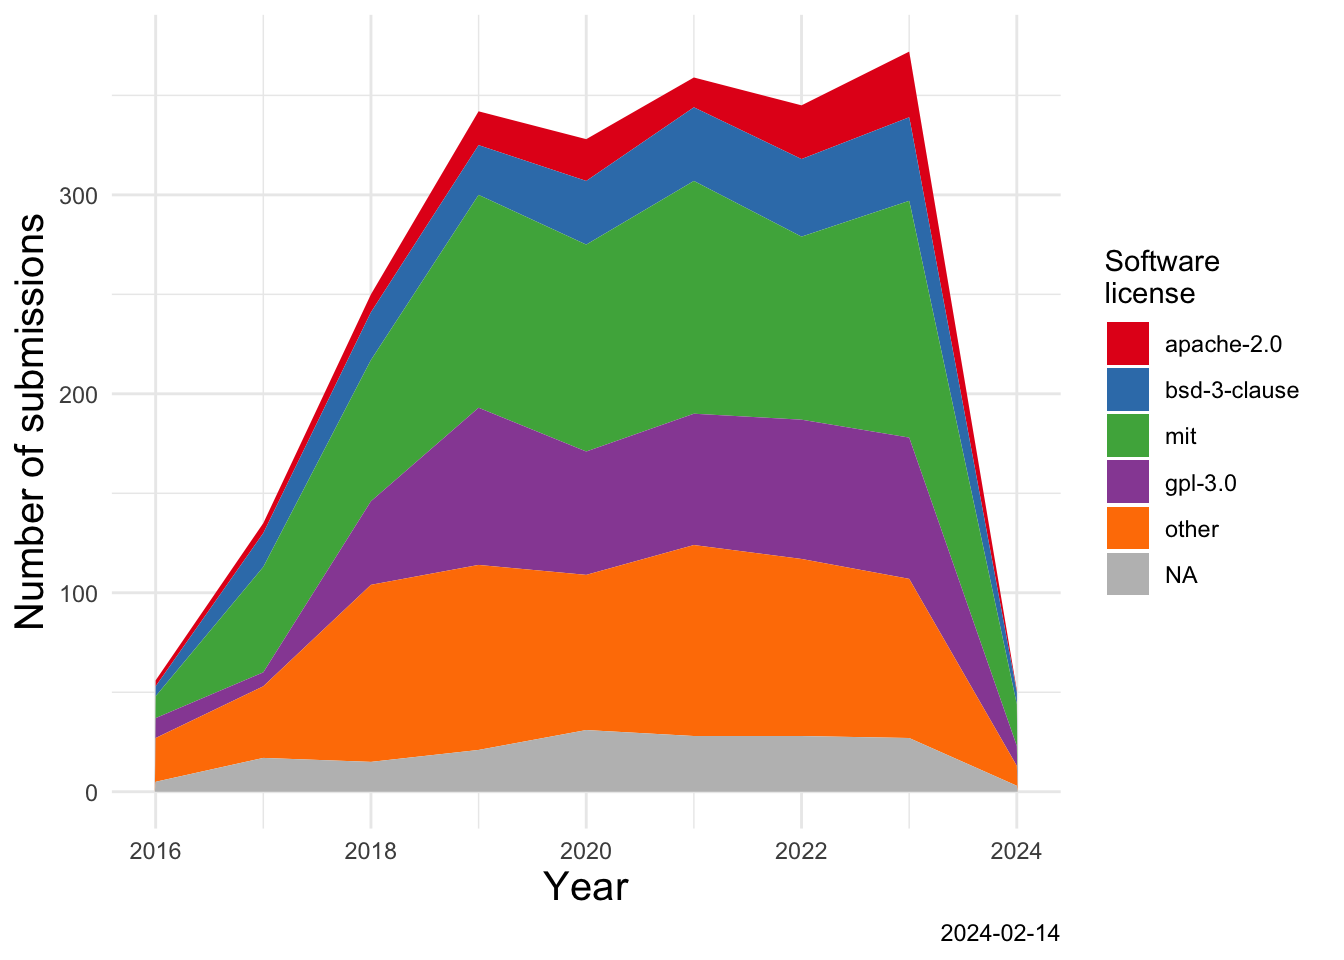 Number of submissions
300
200
100
0
2016 2018 2020 2022 2024
Year
2024-02-14
Software
license
apache-2.0
bsd-3-clause
mit
gpl-3.0
other
NA